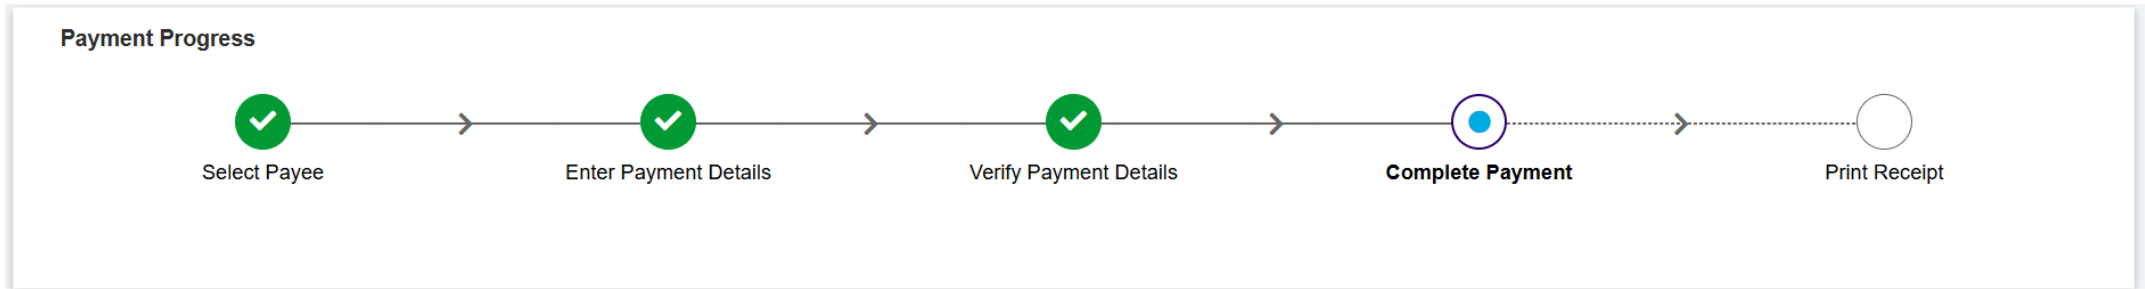 Payment Progress
Select Payee
Enter Payment Details
Verify Payment Details
Complete Payment
Print Receipt